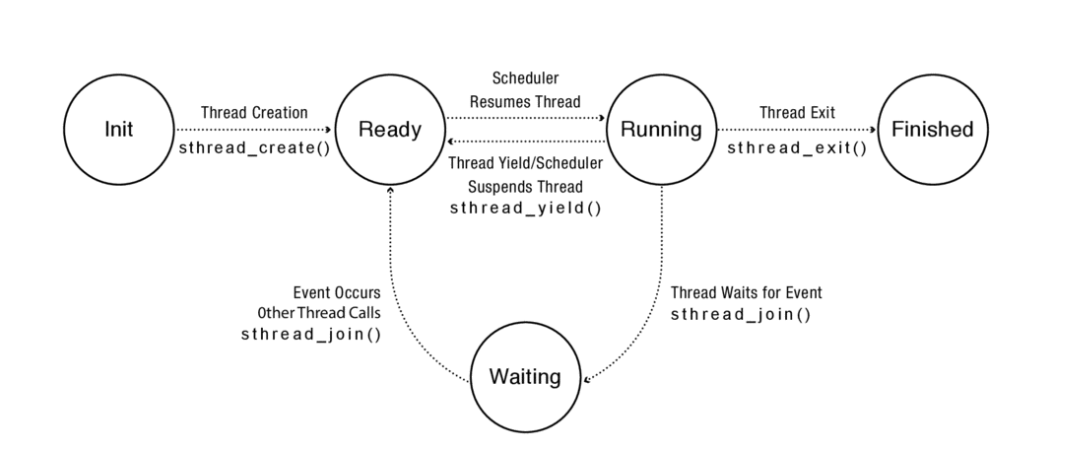 Init
Thread Creation
sthread_create()
Ready
Scheduler
Resumes Thread
Thread Yield/Scheduler
Suspends Thread
sthread_yield()
Running
Thread Exit
sthread_exit()
Finished
Event Occurs
Other Thread Calls
sthread_join()
Thread Waits for Event
sthread_join()
Waiting